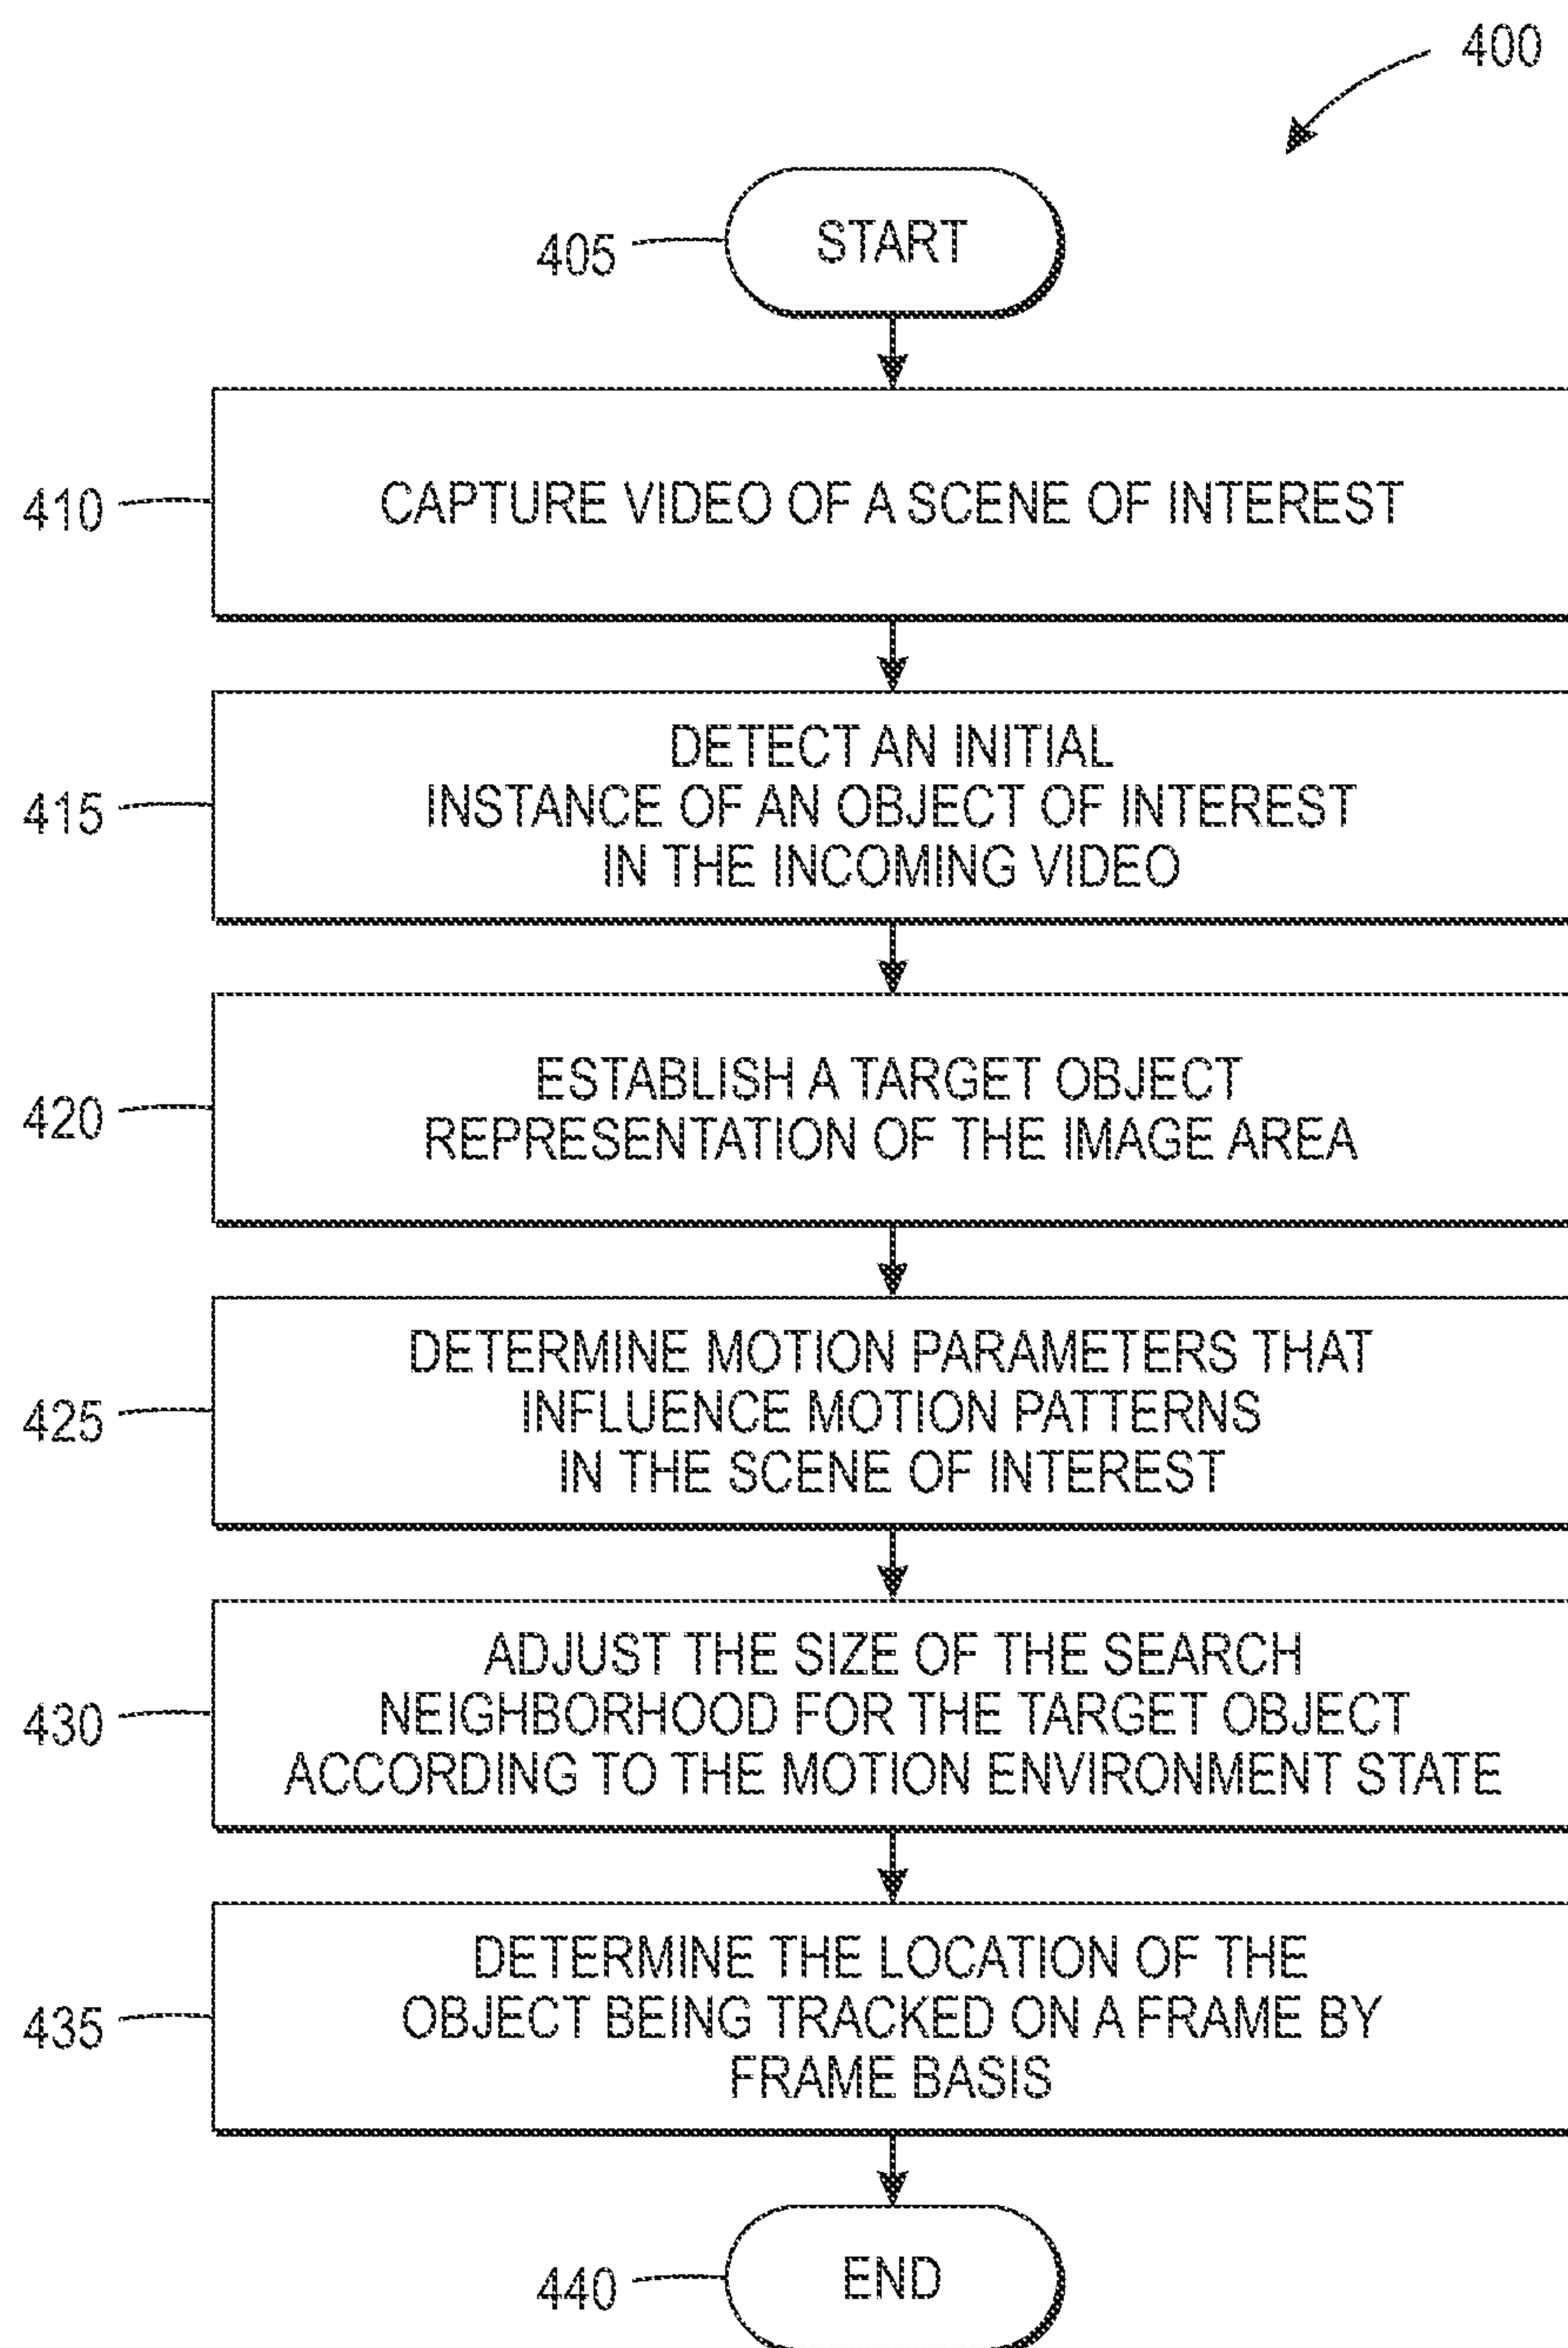 400
405
START
410
CAPTURE VIDEO OF A SCENE OF INTEREST
415
DETECT AN INITIAL
INSTANCE OF AN OBJECT OF INTEREST
IN THE INCOMING VIDEO
420
ESTABLISH A TARGET OBJECT
REPRESENTATION OF THE IMAGE AREA
425
DETERMINE MOTION PARAMETERS THAT
INFLUENCE MOTION PATTERNS
IN THE SCENE OF INTEREST
430
ADJUST THE SIZE OF THE SEARCH
NEIGHBORHOOD FOR THE TARGET OBJECT
ACCORDING TO THE MOTION ENVIRONMENT STATE
435
DETERMINE THE LOCATION OF THE
OBJECT BEING TRACKED ON A FRAME BY
FRAME BASIS
440
END